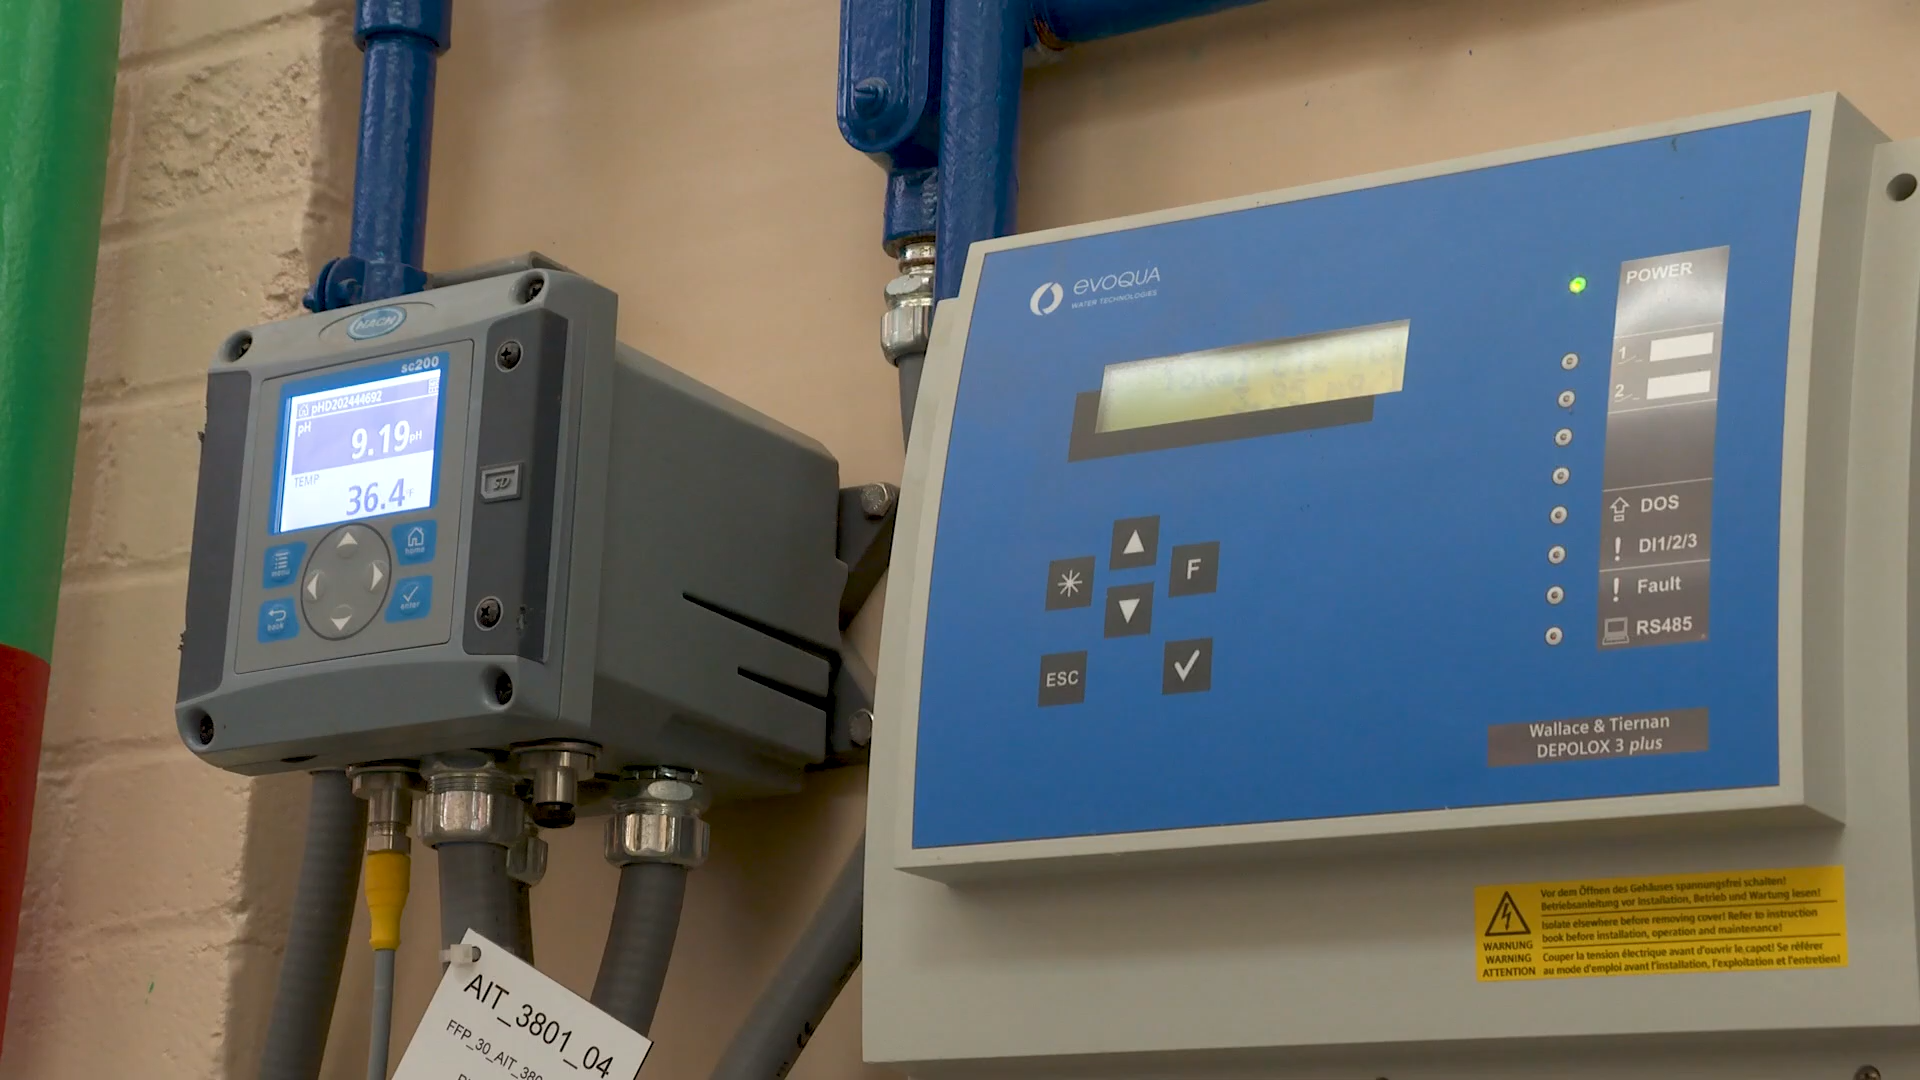 HACH
sc200
pHD202444692
pH
9.19 pH
TEMP
36.4 °F
menu
home
back
enter
SD
AIT_3801_04
evoQUA
WATER TECHNOLOGIES
F
ESC
POWER
1
2
DOS
! DI1/2/3
! Fault
RS485
Wallace & Tiernan
DEPOLOX 3 plus
WARNUNG
WARNING
ATTENTION
Vor dem Öffnen des Gehäuses spannungsfrei schalten!
Betriebsanleitung vor Installation, Betrieb und Wartung lesen!
Isolate elsewhere before removing cover! Refer to instruction
book before installation, operation and maintenance!
Couper la tension électrique avant d'ouvrir le capot! Se référer
au mode d'emploi avant l'installation, l'exploitation et l'entretien!